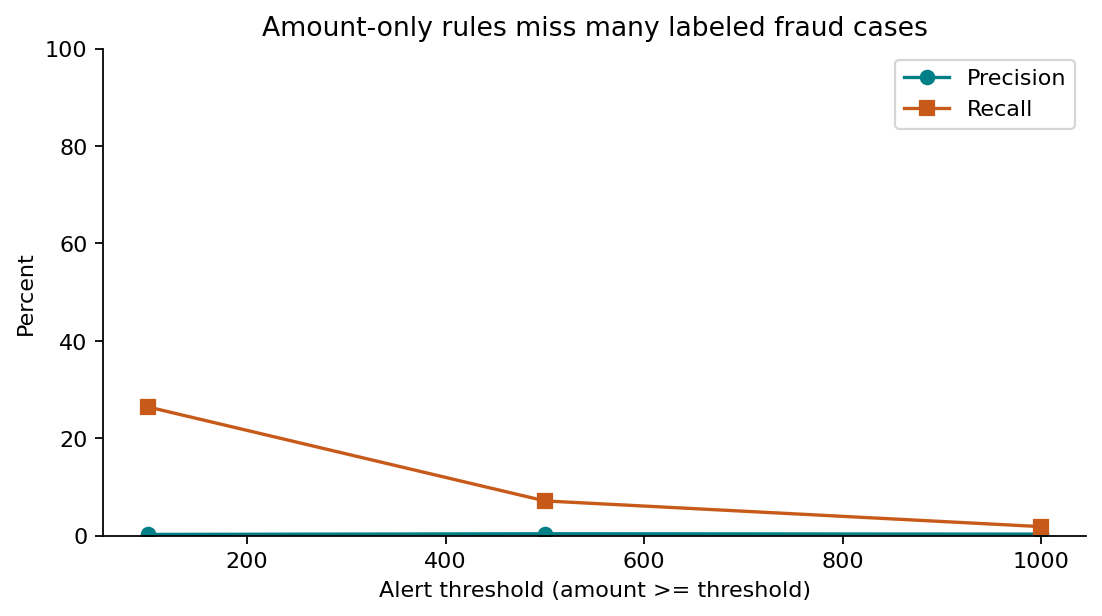 Amount-only rules miss many labeled fraud cases
Precision
Recall
100
80
60
40
20
0
Percent
200
400
600
800
1000
Alert threshold (amount >= threshold)